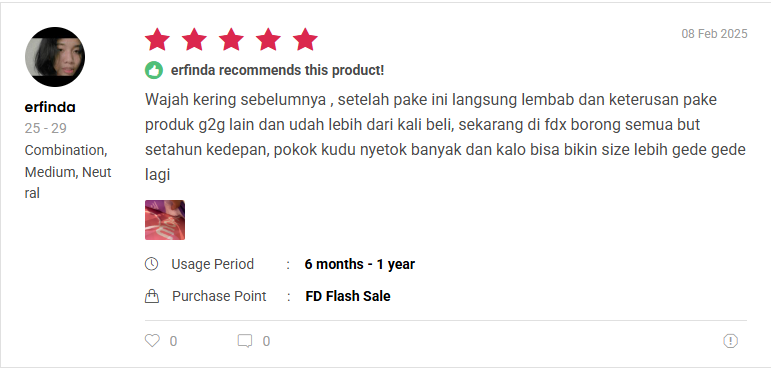 08 Feb 2025
erfinda recommends this product!
erfinda
25 - 29
Combination,
Medium, Neut
ral
Wajah kering sebelumnya , setelah pake ini langsung lembab dan keterusan pake
produk g2g lain dan udah lebih dari kali beli, sekarang di fdx borong semua but
setahun kedepan, pokok kudu nyetok banyak dan kalo bisa bikin size lebih gede gede
lagi
Usage Period : 6 months - 1 year
Purchase Point : FD Flash Sale
0 0